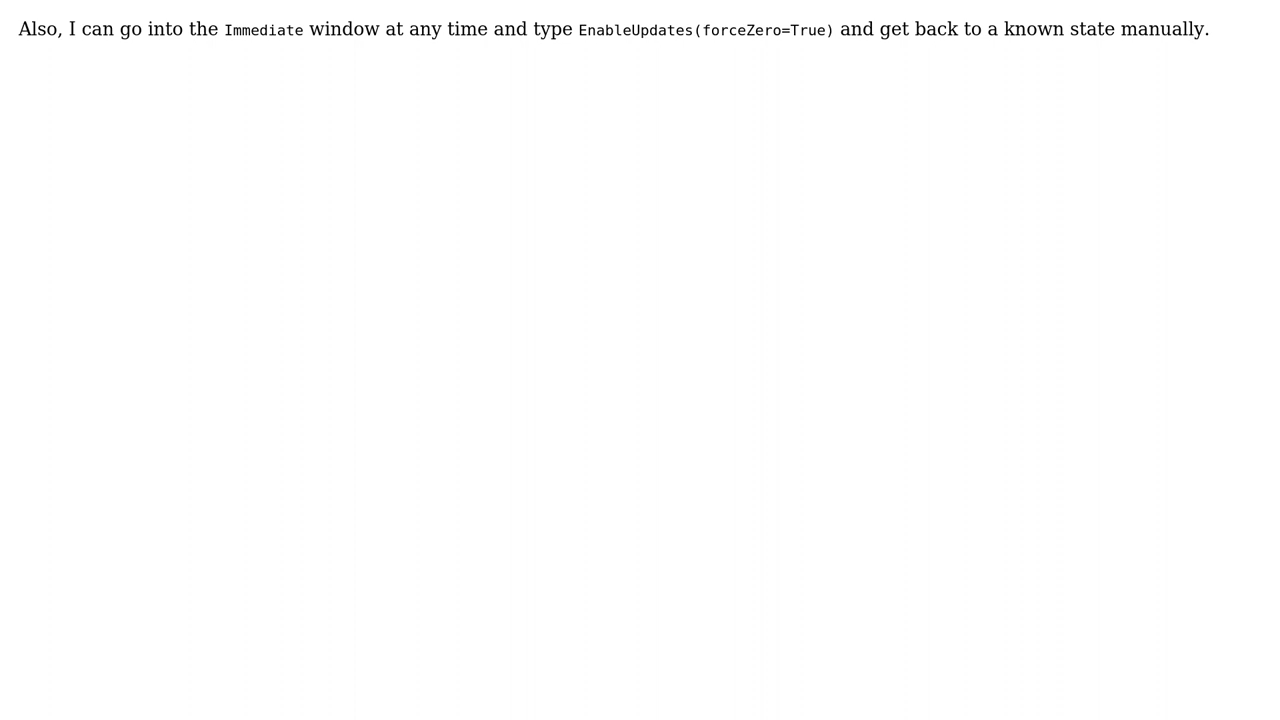 Also, I can go into the Immediate window at any time and type EnableUpdates(forceZero=True) and get back to a known state manually.